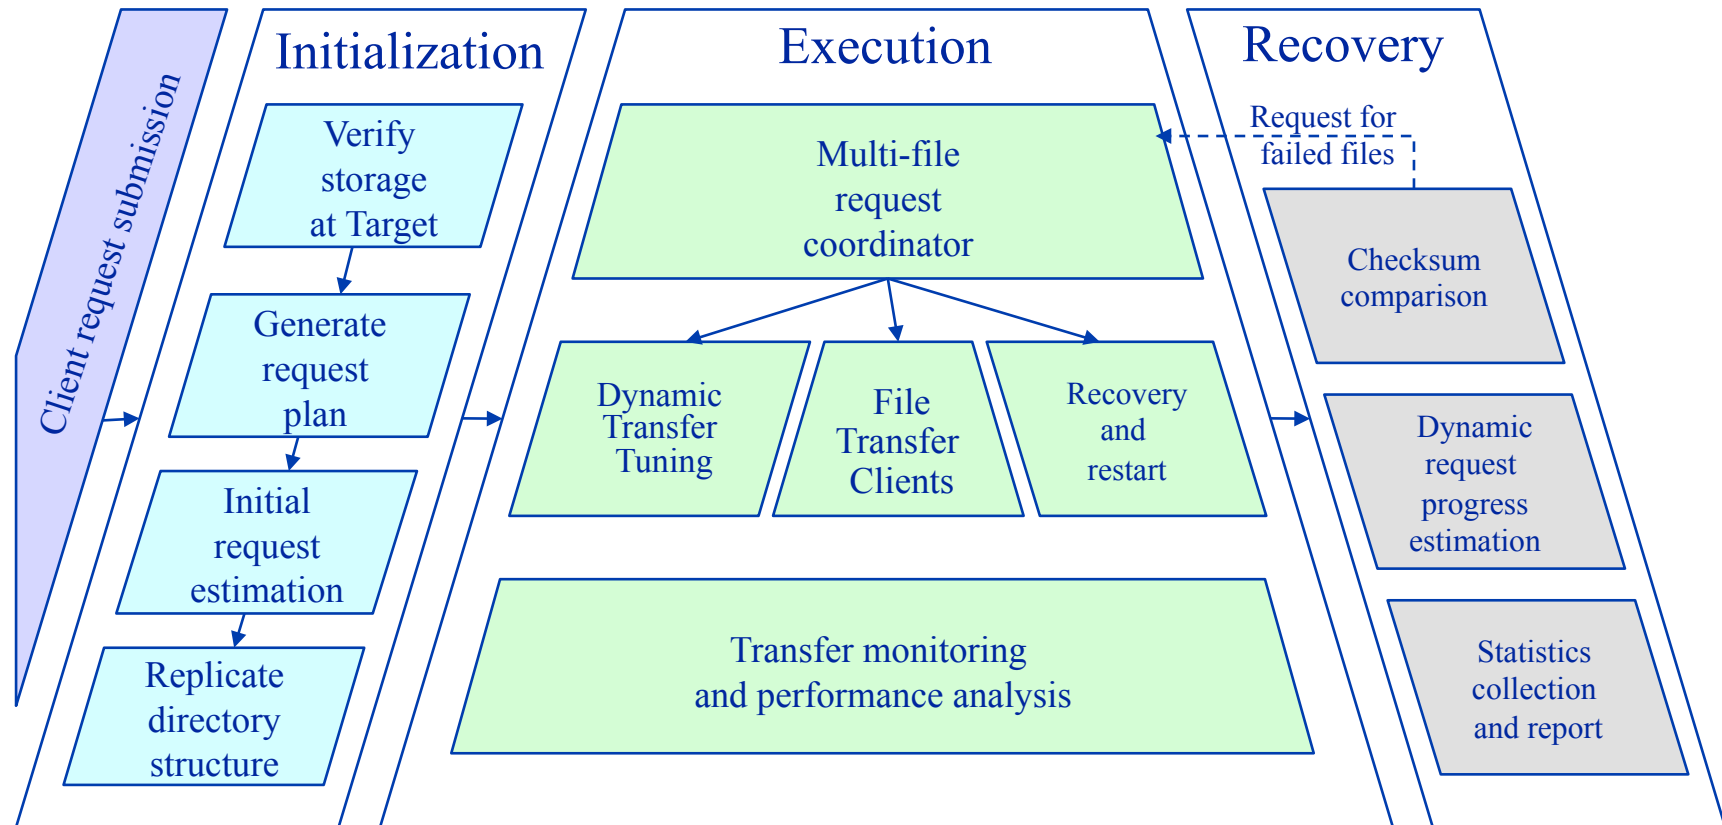 Client request submission
Initialization
Verify
storage
at Target
Generate
request
plan
Initial
request
estimation
Replicate
directory
structure
Execution
Multi-file
request
coordinator
Dynamic
Transfer
Tuning
File
Transfer
Clients
Recovery
and
restart
Transfer monitoring
and performance analysis
Recovery
Request for
failed files
Checksum
comparison
Dynamic
request
progress
estimation
Statistics
collection
and report